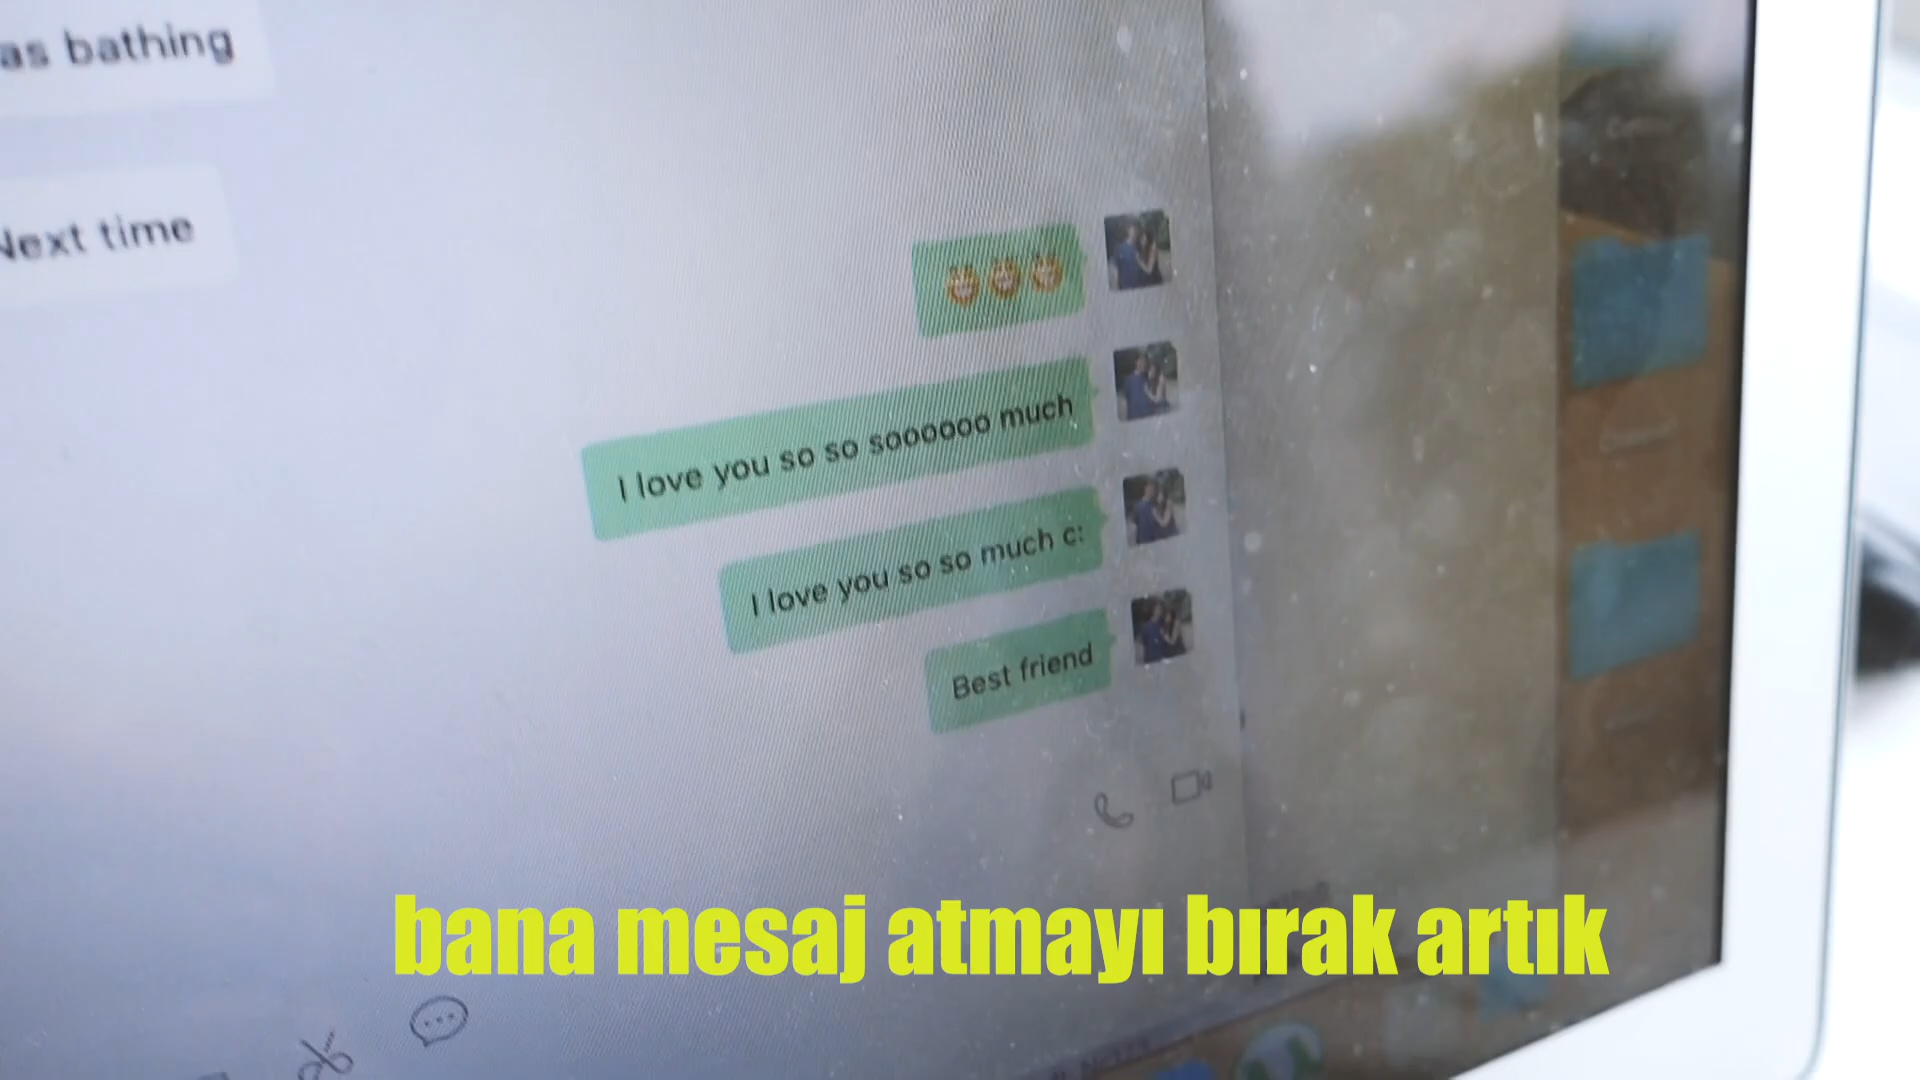 as bathing
Next time
I love you so so soooooo much
I love you so so much c:
Best friend
bana mesaj atmayı bırak artık